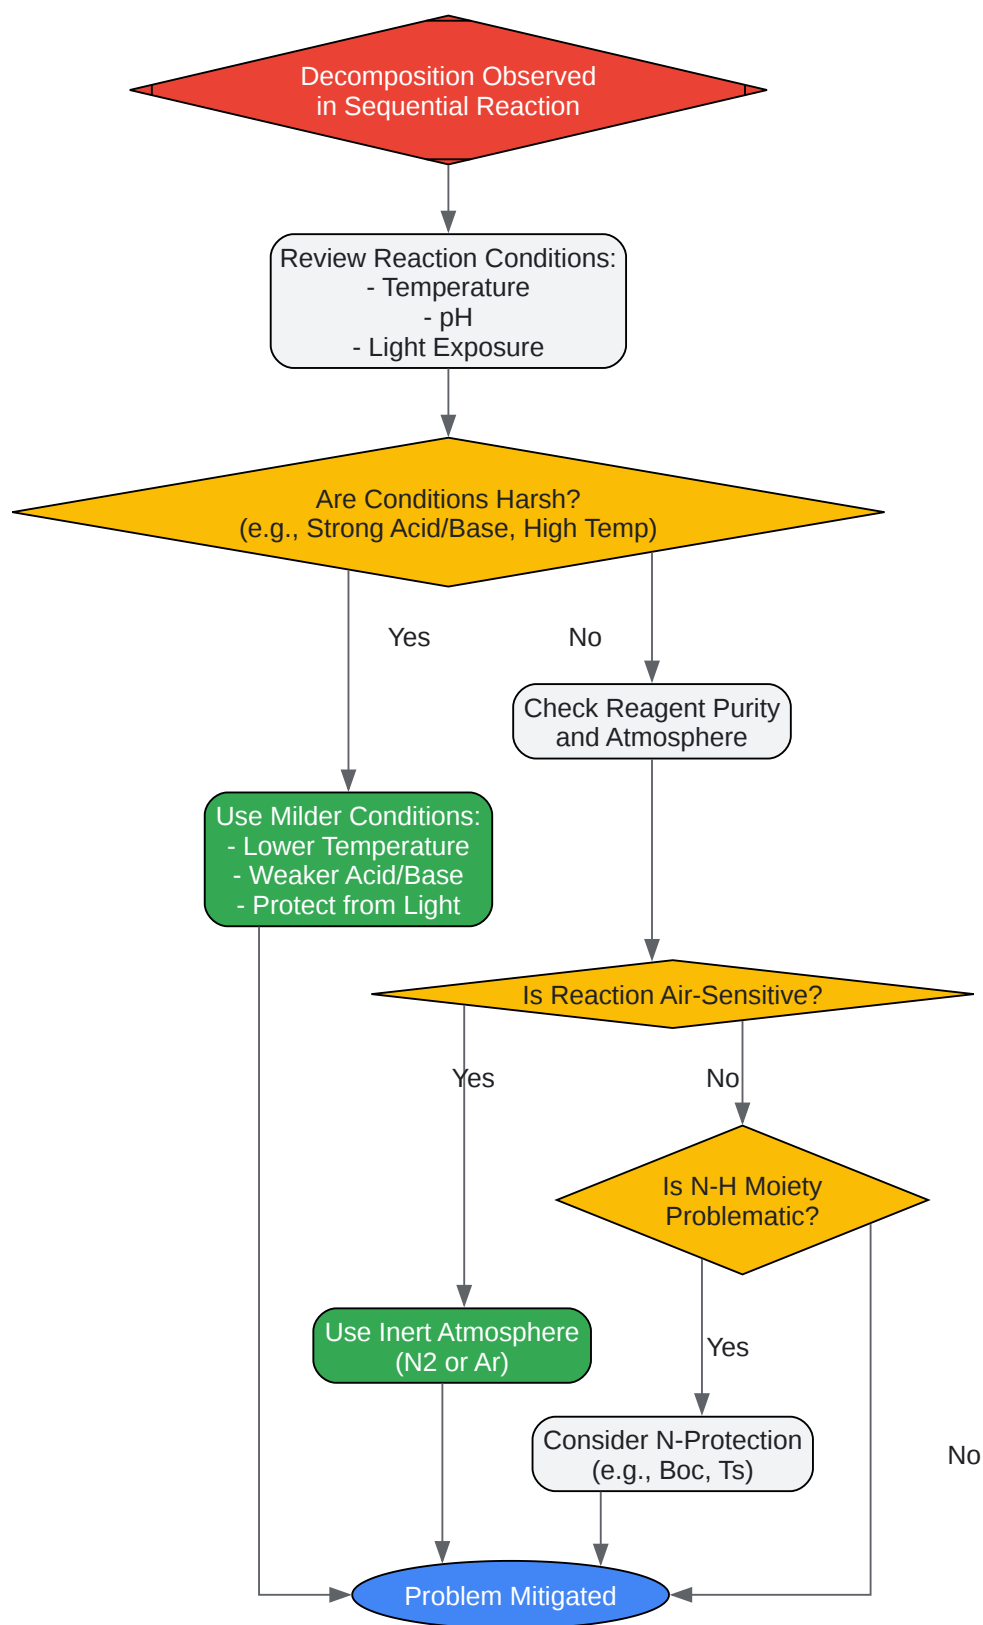 Decomposition Observed
in Sequential Reaction
Review Reaction Conditions:
- Temperature
- pH
- Light Exposure
Are Conditions Harsh?
(e.g., Strong Acid/Base, High Temp)
Yes
No
Check Reagent Purity
and Atmosphere
Use Milder Conditions:
- Lower Temperature
- Weaker Acid/Base
- Protect from Light
Is Reaction Air-Sensitive?
Yes
No
Is N-H Moiety
Problematic?
Use Inert Atmosphere
(N2 or Ar)
Yes
Consider N-Protection
(e.g., Boc, Ts)
No
Problem Mitigated